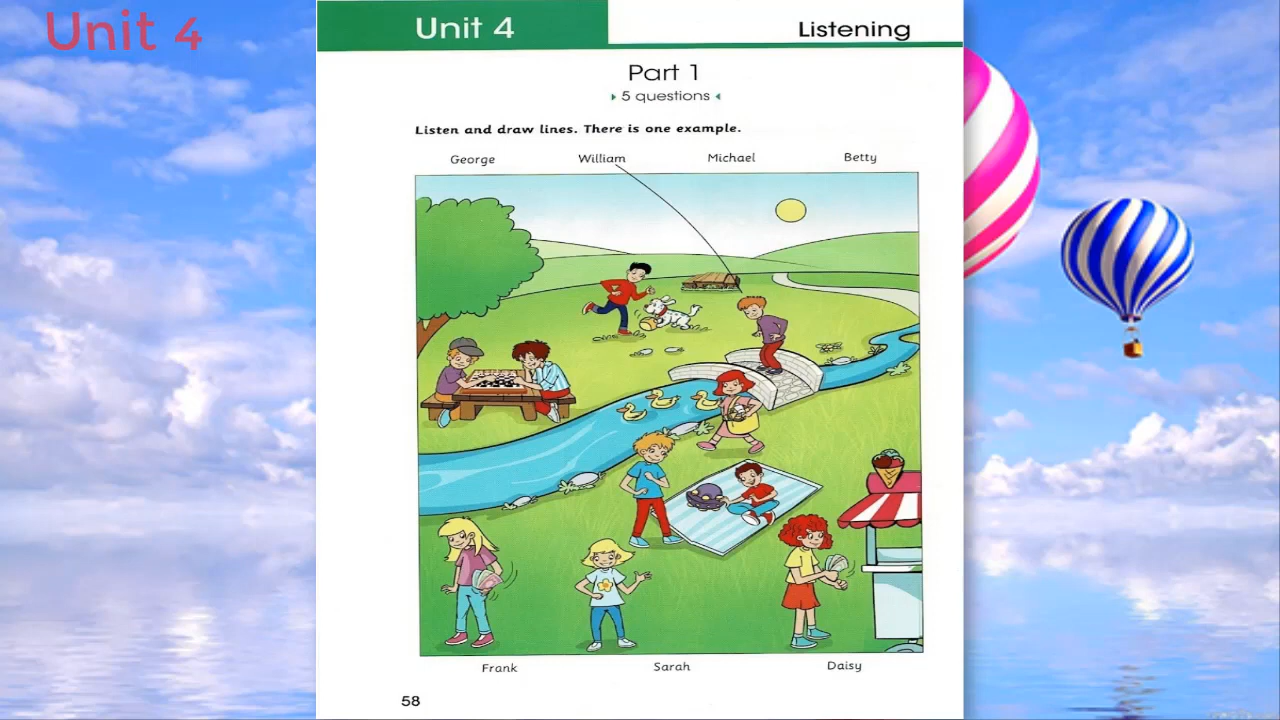 Unit 4
Unit 4
Listening
Part 1
5 questions
Listen and draw lines. There is one example.
George William Michael Betty
Frank Sarah Daisy
58